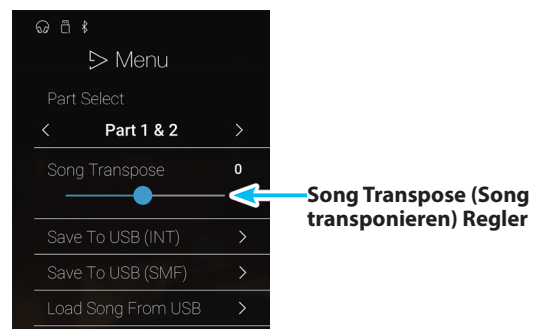 Menu
Part Select
< Part 1 & 2 >
Song Transpose 0
Song Transpose (Song
transponieren) Regler
Save To USB (INT) >
Save To USB (SMF) >
Load Song From USB >